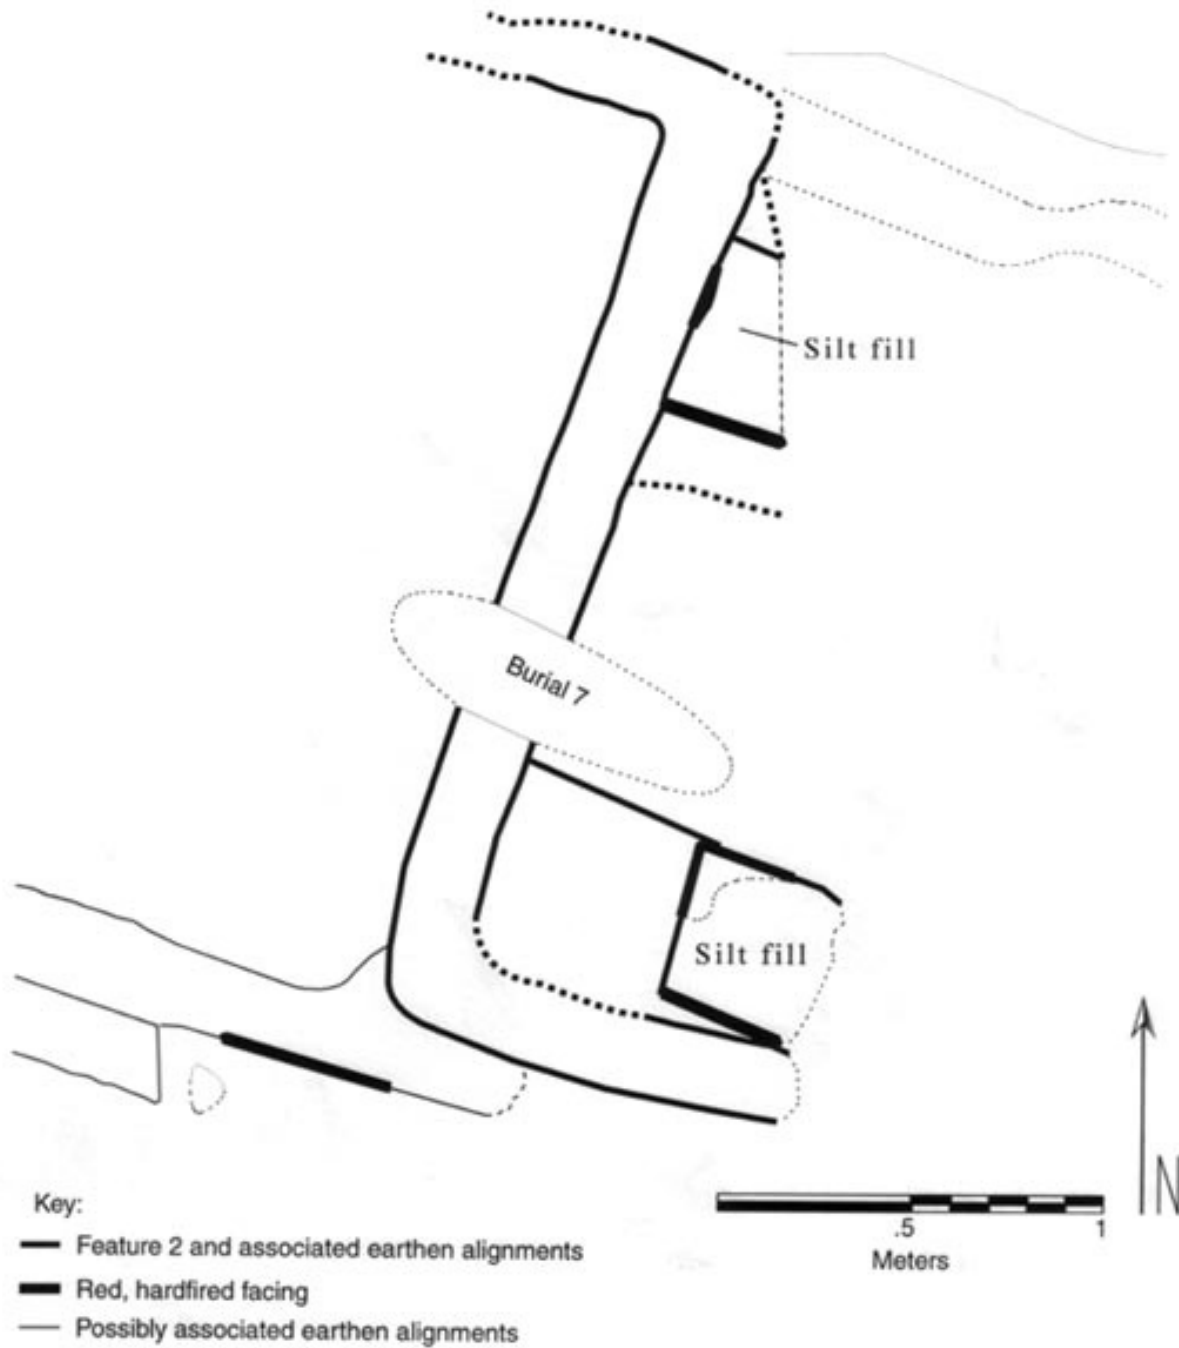 Silt fill
Burial 7
Silt fill
N
.5
1
Meters
Key:
Feature 2 and associated earthen alignments
Red, hardfired facing
Possibly associated earthen alignments